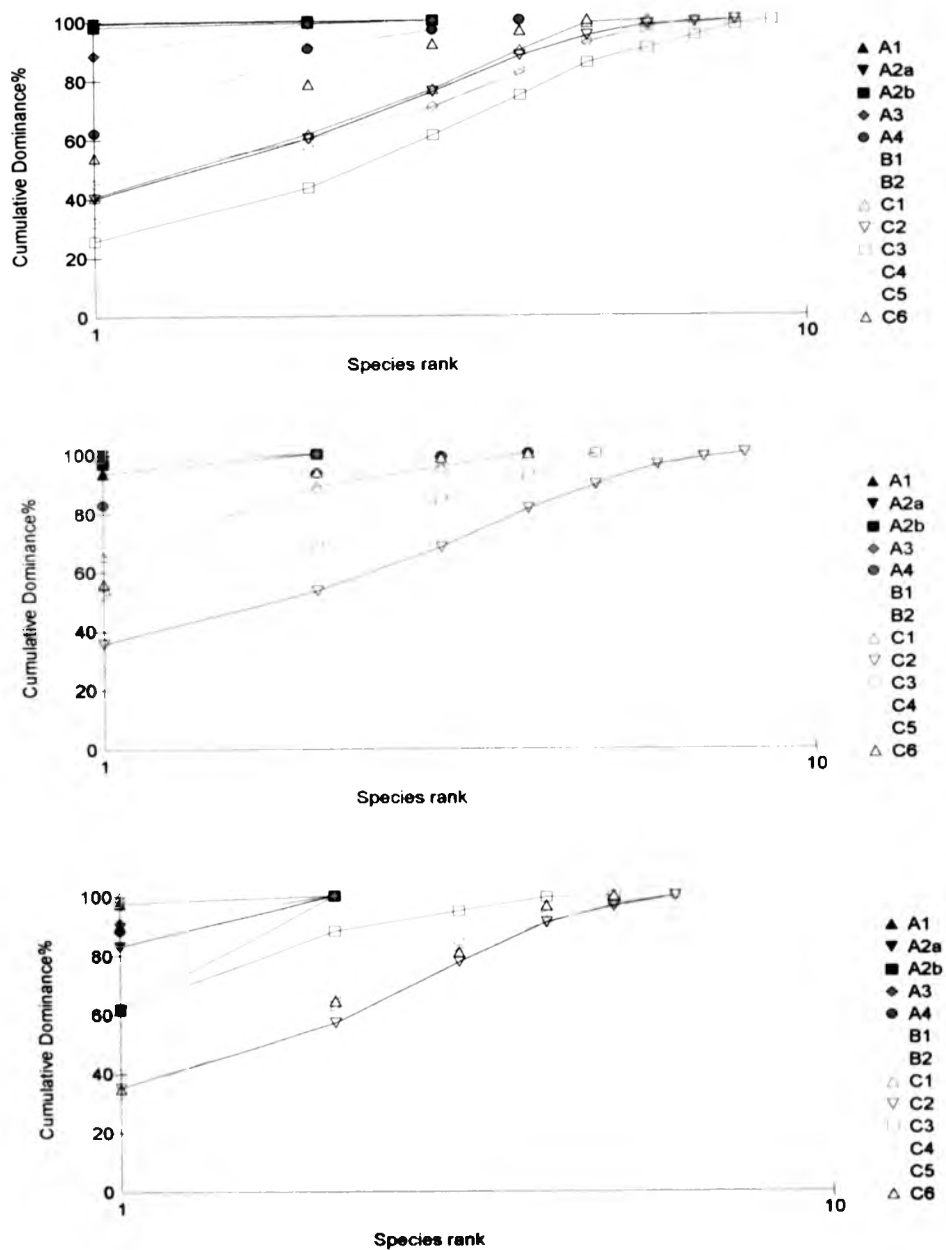 Cumulative Dominance%
100
80
60
40
20
0
1
10
Species rank
A1
A2a
A2b
A3
A4
B1
B2
C1
C2
C3
C4
C5
C6
Cumulative Dominance%
100
80
60
40
20
0
1
10
Species rank
A1
A2a
A2b
A3
A4
B1
B2
C1
C2
C3
C4
C5
C6
Cumulative Dominance%
100
80
60
40
20
0
1
10
Species rank
A1
A2a
A2b
A3
A4
B1
B2
C1
C2
C3
C4
C5
C6